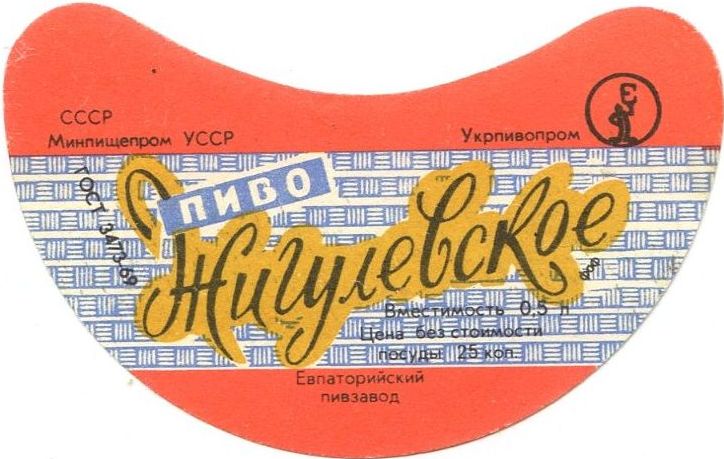 СССР
Минпищепром УССР
Укрпивопром
Е
ГОСТ 3473-69
ПИВО
Жигулевское
Вместимость 0,5 л
Цена без стоимости
посуды 25 коп.
Евпаторийский
пивзавод